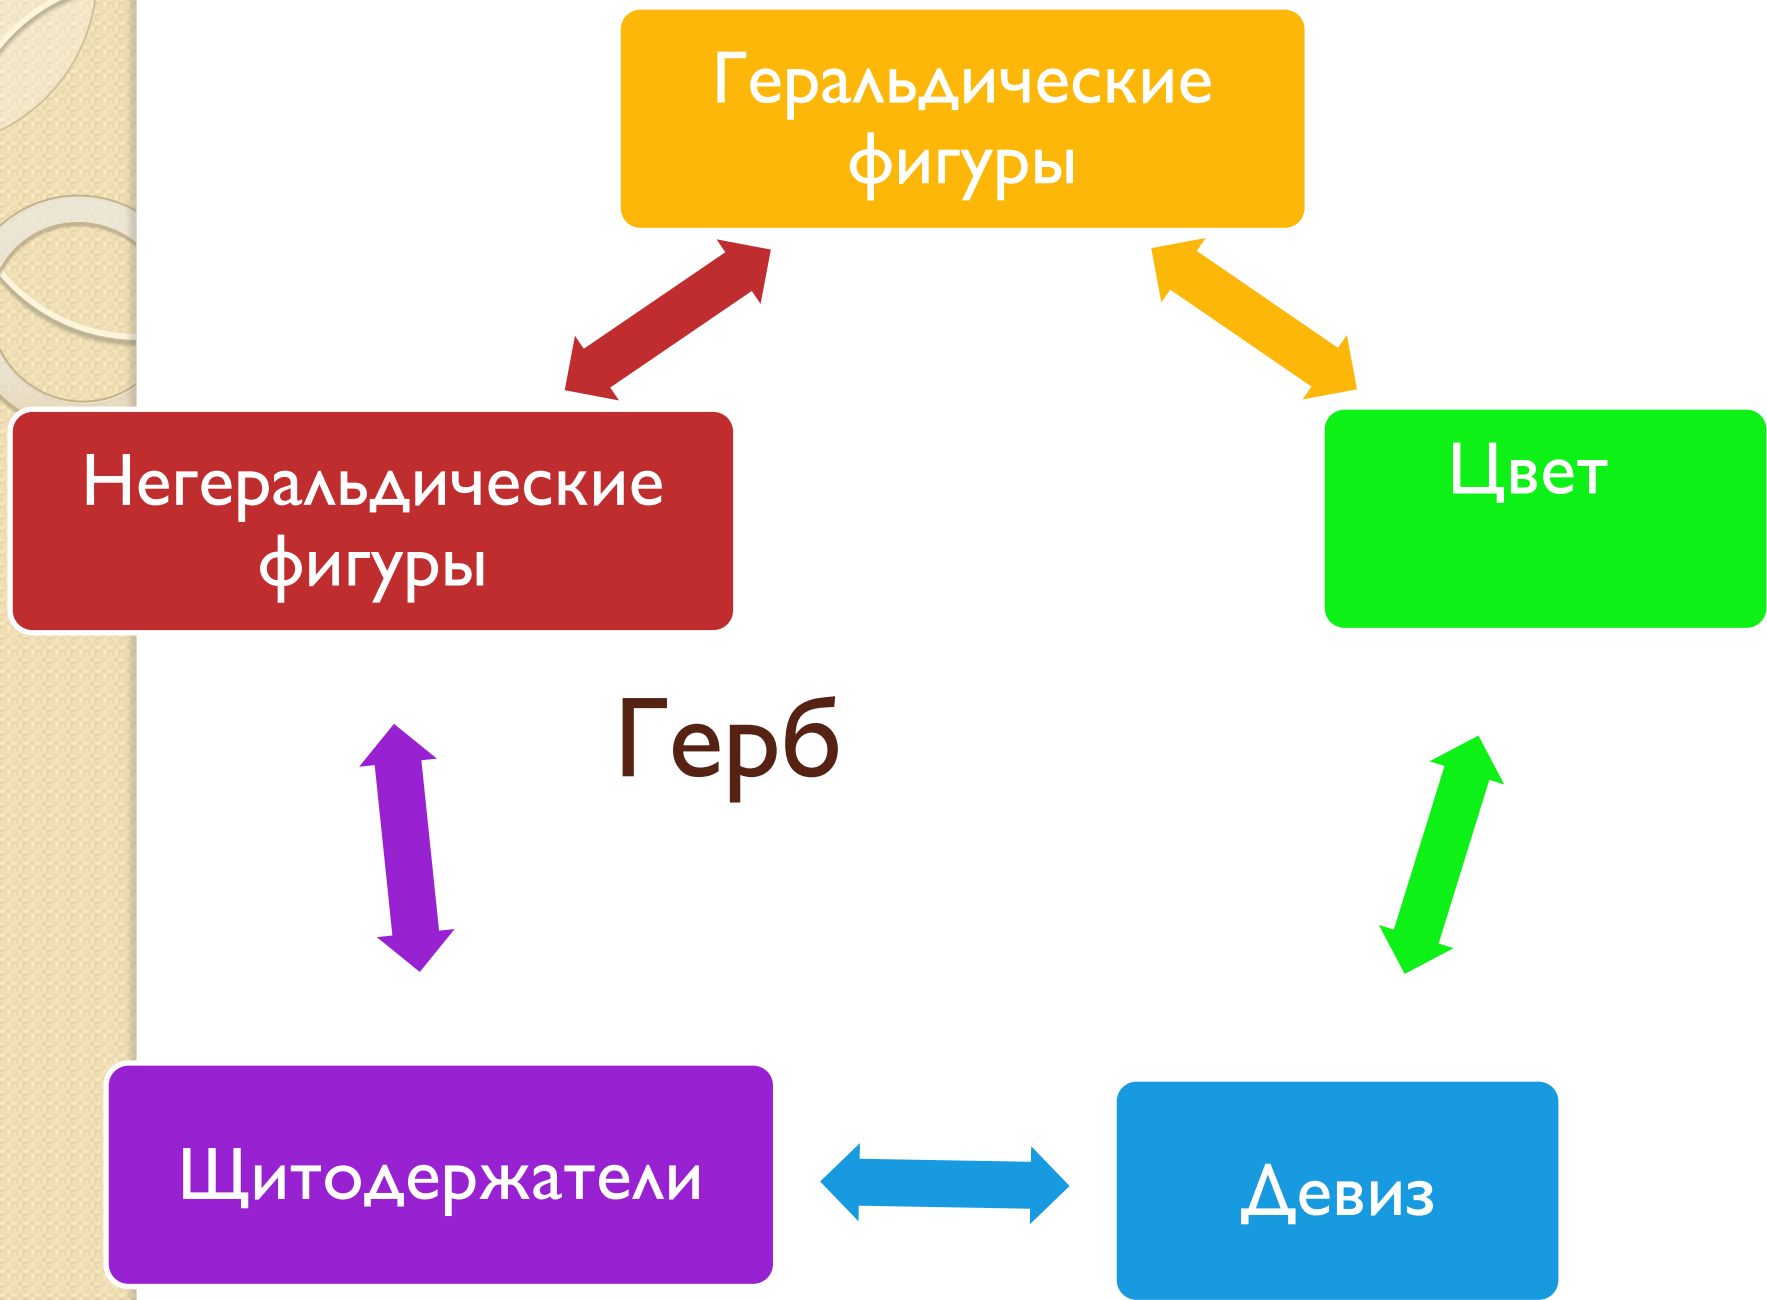 Геральдические
фигуры
Негеральдические
фигуры
Цвет
Герб
Щитодержатели
Девиз